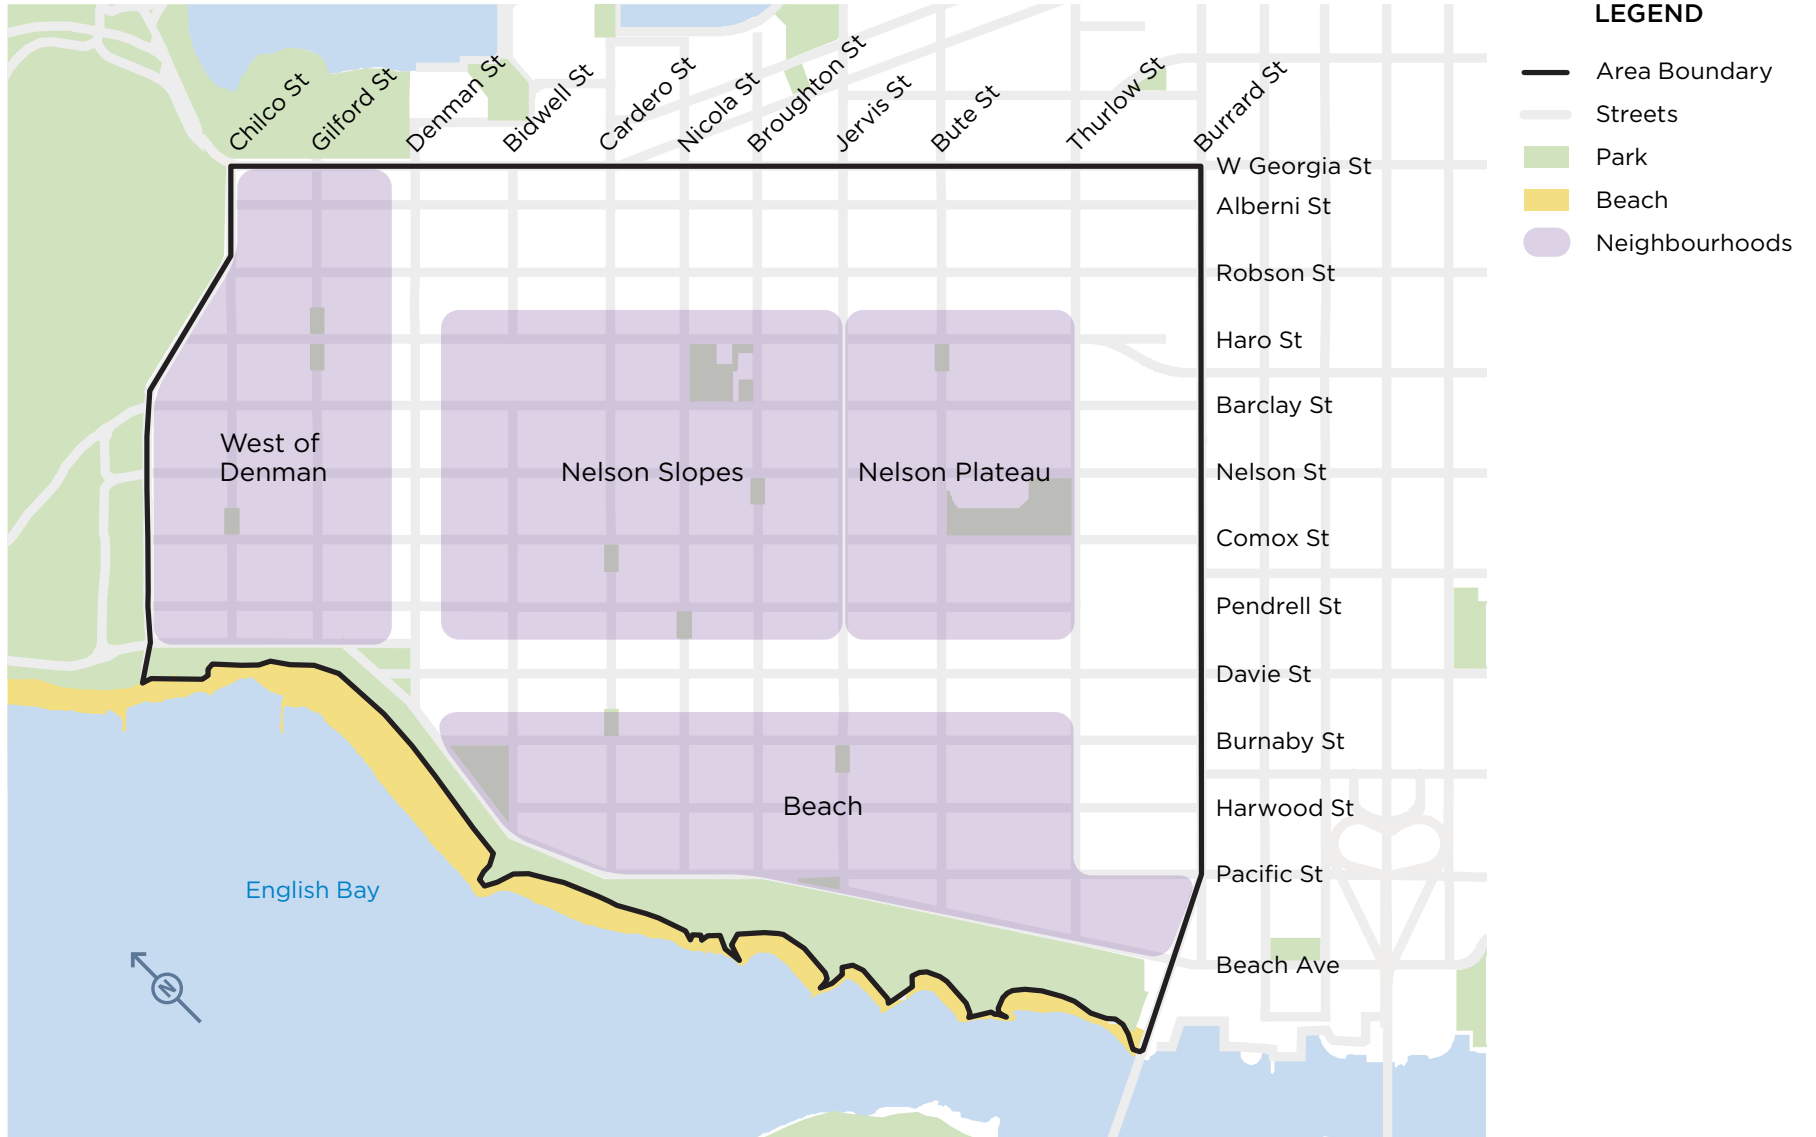 LEGEND
Area Boundary
Streets
Park
Beach
Neighbourhoods
Chilco St
Gilford St
Denman St
Bidwell St
Cardero St
Nicola St
Broughton St
Jervis St
Bute St
Thurlow St
Burrard St
W Georgia St
Alberni St
Robson St
Haro St
Barclay St
Nelson St
Comox St
Pendrell St
Davie St
Burnaby St
Harwood St
Pacific St
Beach Ave
West of
Denman
Nelson Slopes
Nelson Plateau
Beach
English Bay
N